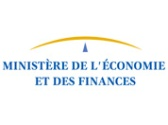 MINISTÈRE DE L'ÉCONOMIE
ET DES FINANCES